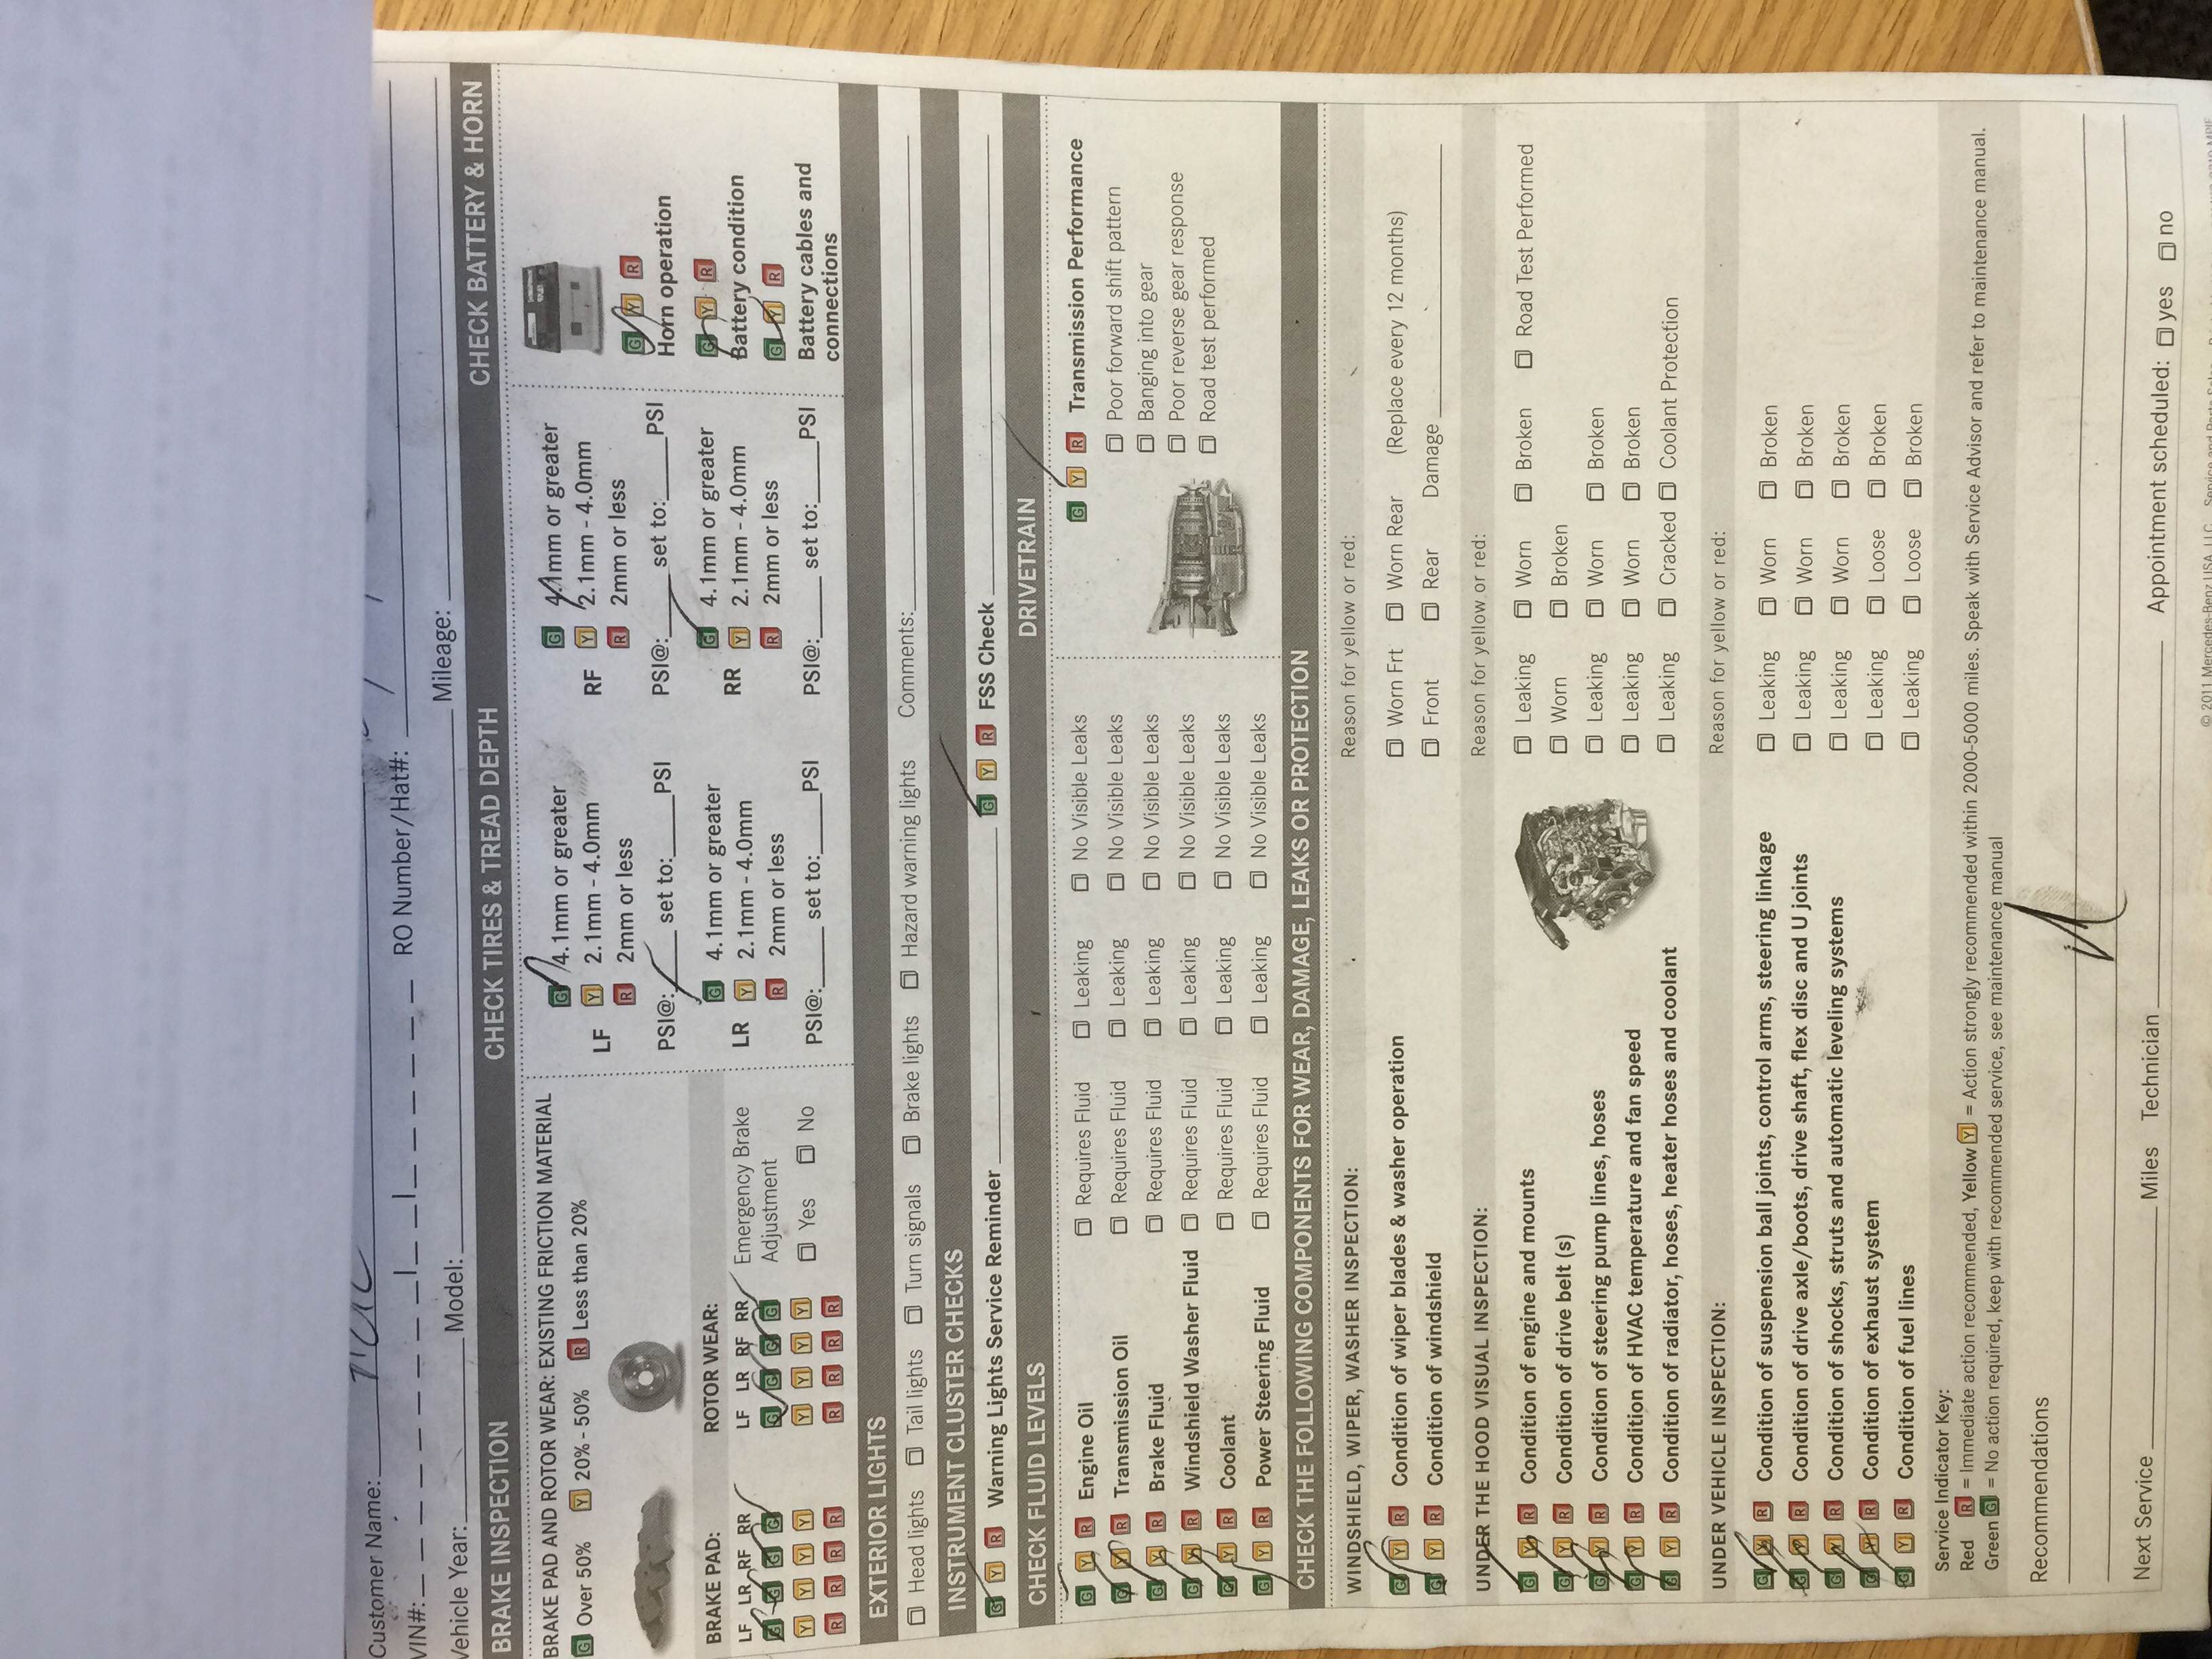 Customer Name:
VIN#: RO Number/Hat#:
Vehicle Year: Model: Mileage:
BRAKE INSPECTION CHECK TIRES & TREAD DEPTH CHECK BATTERY & HORN
BRAKE PAD AND ROTOR WEAR: EXISTING FRICTION MATERIAL
G Over 50% Y 20% - 50% R Less than 20%
BRAKE PAD: ROTOR WEAR:
LF LR RF RR LF LR RF RR Emergency Brake
G G G G G G G G Adjustment
Y Y Y Y Y Y Y Y Yes No
R R R R R R R R
LF
G 4.1mm or greater
Y 2.1mm - 4.0mm
R 2mm or less
PSI@: set to: PSI
LR
G 4.1mm or greater
Y 2.1mm - 4.0mm
R 2mm or less
PSI@: set to: PSI
RF
G 4.1mm or greater
Y 2.1mm - 4.0mm
R 2mm or less
PSI@: set to: PSI
RR
G 4.1mm or greater
Y 2.1mm - 4.0mm
R 2mm or less
PSI@: set to: PSI
G Y R
Horn operation
G Y R
Battery condition
G Y R
Battery cables and
connections
EXTERIOR LIGHTS
Head lights Tail lights Turn signals Brake lights Hazard warning lights Comments:
INSTRUMENT CLUSTER CHECKS
G Y R Warning Lights Service Reminder G Y R FSS Check
CHECK FLUID LEVELS DRIVETRAIN
G Y R Engine Oil Requires Fluid Leaking No Visible Leaks
G Y R Transmission Oil Requires Fluid Leaking No Visible Leaks
G Y R Brake Fluid Requires Fluid Leaking No Visible Leaks
G Y R Windshield Washer Fluid Requires Fluid Leaking No Visible Leaks
G Y R Coolant Requires Fluid Leaking No Visible Leaks
G Y R Power Steering Fluid Requires Fluid Leaking No Visible Leaks
G Y R Transmission Performance
Poor forward shift pattern
Banging into gear
Poor reverse gear response
Road test performed
CHECK THE FOLLOWING COMPONENTS FOR WEAR, DAMAGE, LEAKS OR PROTECTION
WINDSHIELD, WIPER, WASHER INSPECTION: Reason for yellow or red:
G Y R Condition of wiper blades & washer operation Worn Frt Worn Rear (Replace every 12 months)
G Y R Condition of windshield Front Rear Damage
UNDER THE HOOD VISUAL INSPECTION: Reason for yellow or red:
G Y R Condition of engine and mounts Leaking Worn Broken Road Test Performed
G Y R Condition of drive belt (s) Worn Broken
G Y R Condition of steering pump lines, hoses Leaking Worn Broken
G Y R Condition of HVAC temperature and fan speed Leaking Worn Broken
G Y R Condition of radiator, hoses, heater hoses and coolant Leaking Cracked Coolant Protection
UNDER VEHICLE INSPECTION: Reason for yellow or red:
G Y R Condition of suspension ball joints, control arms, steering linkage Leaking Worn Broken
G Y R Condition of drive axle/boots, drive shaft, flex disc and U joints Leaking Worn Broken
G Y R Condition of shocks, struts and automatic leveling systems Leaking Worn Broken
G Y R Condition of exhaust system Leaking Loose Broken
G Y R Condition of fuel lines Leaking Loose Broken
Service Indicator Key:
Red R = Immediate action recommended, Yellow Y = Action strongly recommended within 2000-5000 miles. Speak with Service Advisor and refer to maintenance manual.
Green G = No action required, keep with recommended service, see maintenance manual
Recommendations
Next Service Miles Technician Appointment scheduled: yes no
© 2011 Mercedes-Benz USA, LLC